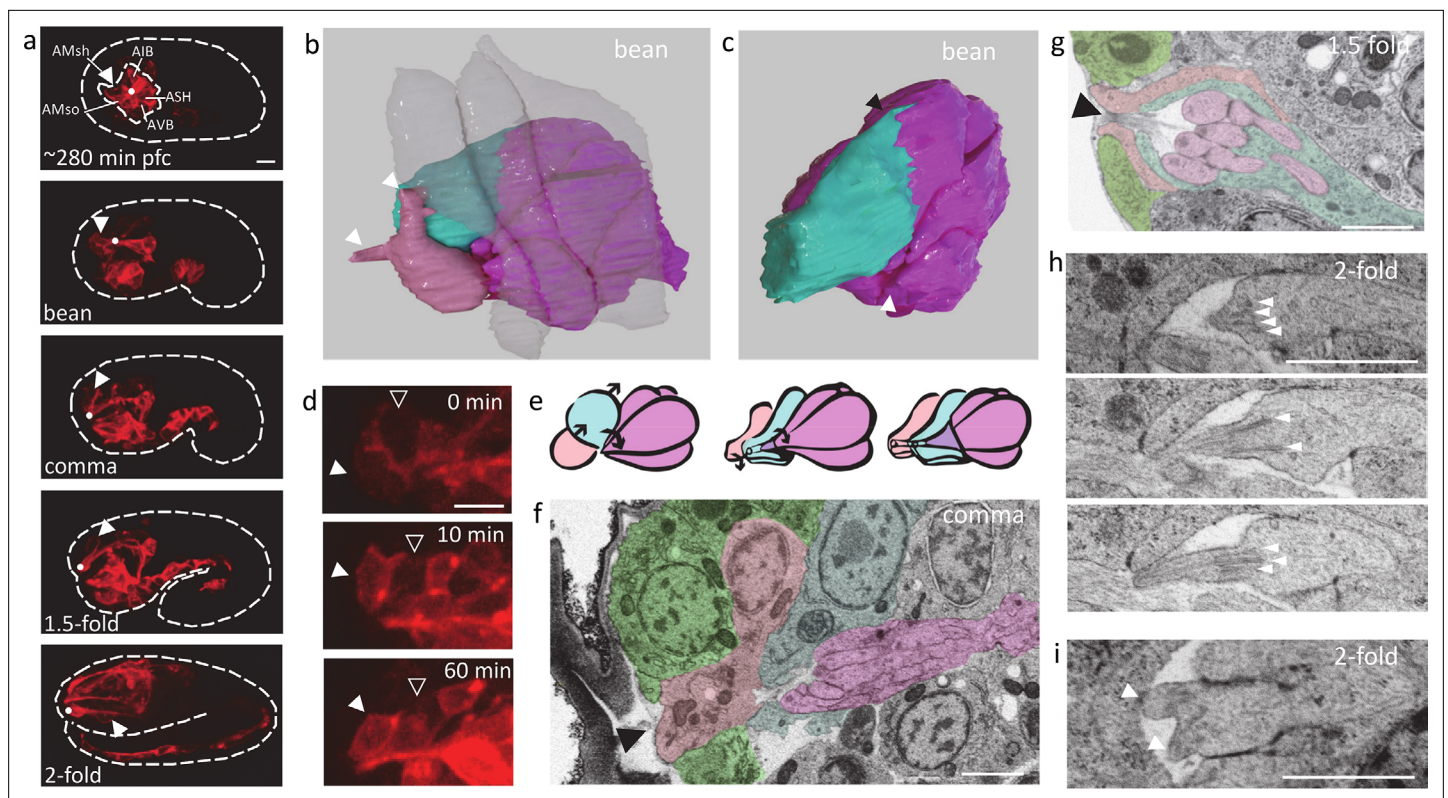 a
AMsh
AIB
AMso
ASH
AVB
~280 min pfc
bean
comma
1.5-fold
2-fold
b
bean
c
bean
d
0 min
10 min
60 min
e
f
comma
g
1.5 fold
h
2-fold
i
2-fold